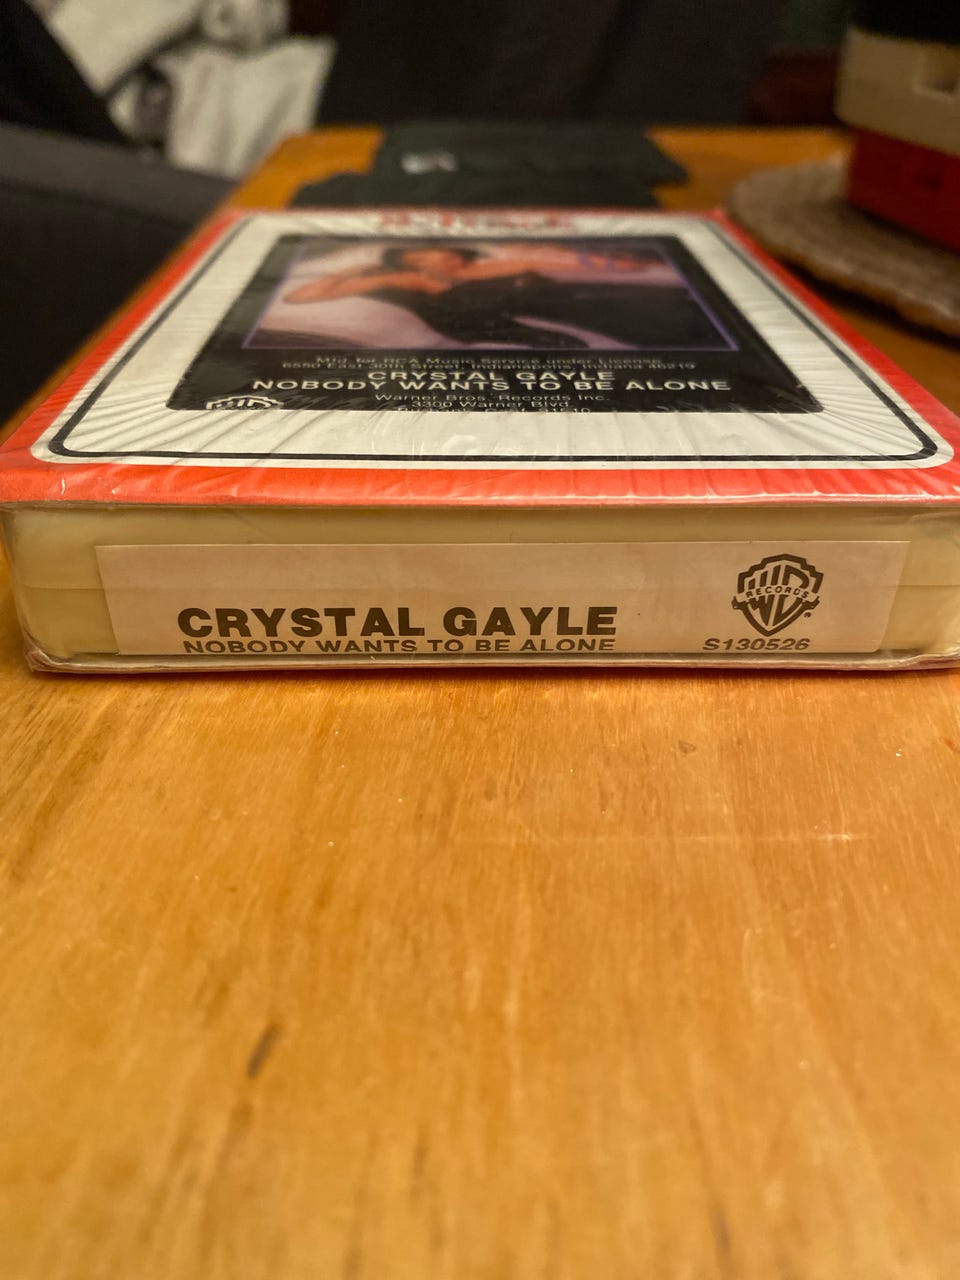 Mfd. for RCA Music Service under License
6550 East 30th Street, Indianapolis, Indiana 46219
CRYSTAL GAYLE
NOBODY WANTS TO BE ALONE
Warner Bros. Records Inc.
3300 Warner Blvd.
CRYSTAL GAYLE
NOBODY WANTS TO BE ALONE
RECORDS
S130526